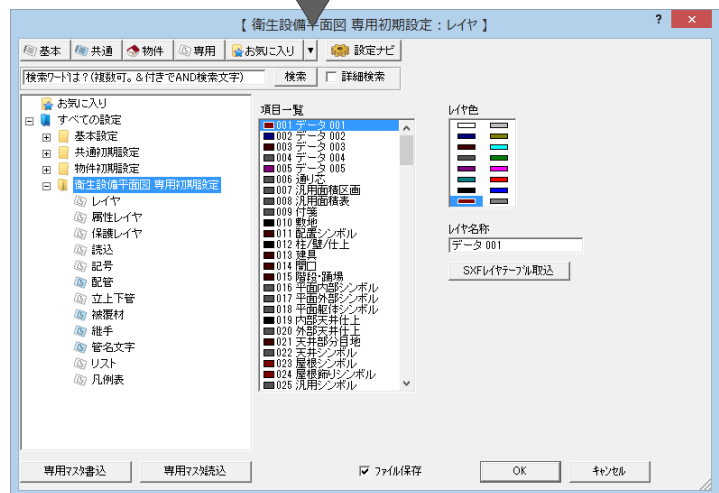 【 衛生設備平面図 専用初期設定：レイヤ 】
? ×
基本 共通 物件 専用 お気に入り ▼ 設定ナビ
検索ワードは?(複数可。&付きでAND検索文字) 検索 詳細検索
お気に入り
すべての設定
基本設定
共通初期設定
物件初期設定
衛生設備平面図 専用初期設定
レイヤ
属性レイヤ
保護レイヤ
読込
記号
配管
立上下管
被覆材
継手
管名文字
リスト
凡例表
項目一覧
001 データ 001
002 データ 002
003 データ 003
004 データ 004
005 データ 005
006 通り芯
007 汎用面積区画
008 汎用面積表
009 付箋
010 敷地
011 配置シンボル
012 柱/壁/仕上
013 建具
014 開口
015 階段・踊場
016 平面内部シンボル
017 平面外部シンボル
018 平面躯体シンボル
019 内部天井仕上
020 外部天井仕上
021 天井部分目地
022 天井シンボル
023 屋根シンボル
024 屋根飾りシンボル
025 汎用シンボル
レイヤ色
レイヤ名称
データ 001
SXFレイヤテーブル取込
専用マスタ書込 専用マスタ読込 ファイル保存 OK キャンセル